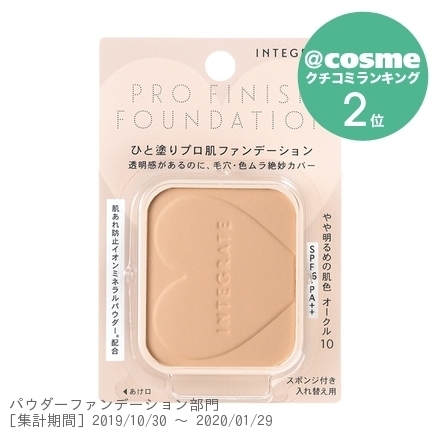 INTEGR
@cosme
クチコミランキング
2位
PRO FINISH
FOUNDATION
ひと塗りプロ肌ファンデーション
透明感があるのに、毛穴・色ムラ絶妙カバー
肌あれ防止イオンミネラルパウダー*配合
INTEGRATE
やや明るめの肌色 オークル10
SPF16・PA++
スポンジ付き
入れ替え用
◀あけ口
パウダーファンデーション部門
[集計期間] 2019/10/30 ～ 2020/01/29